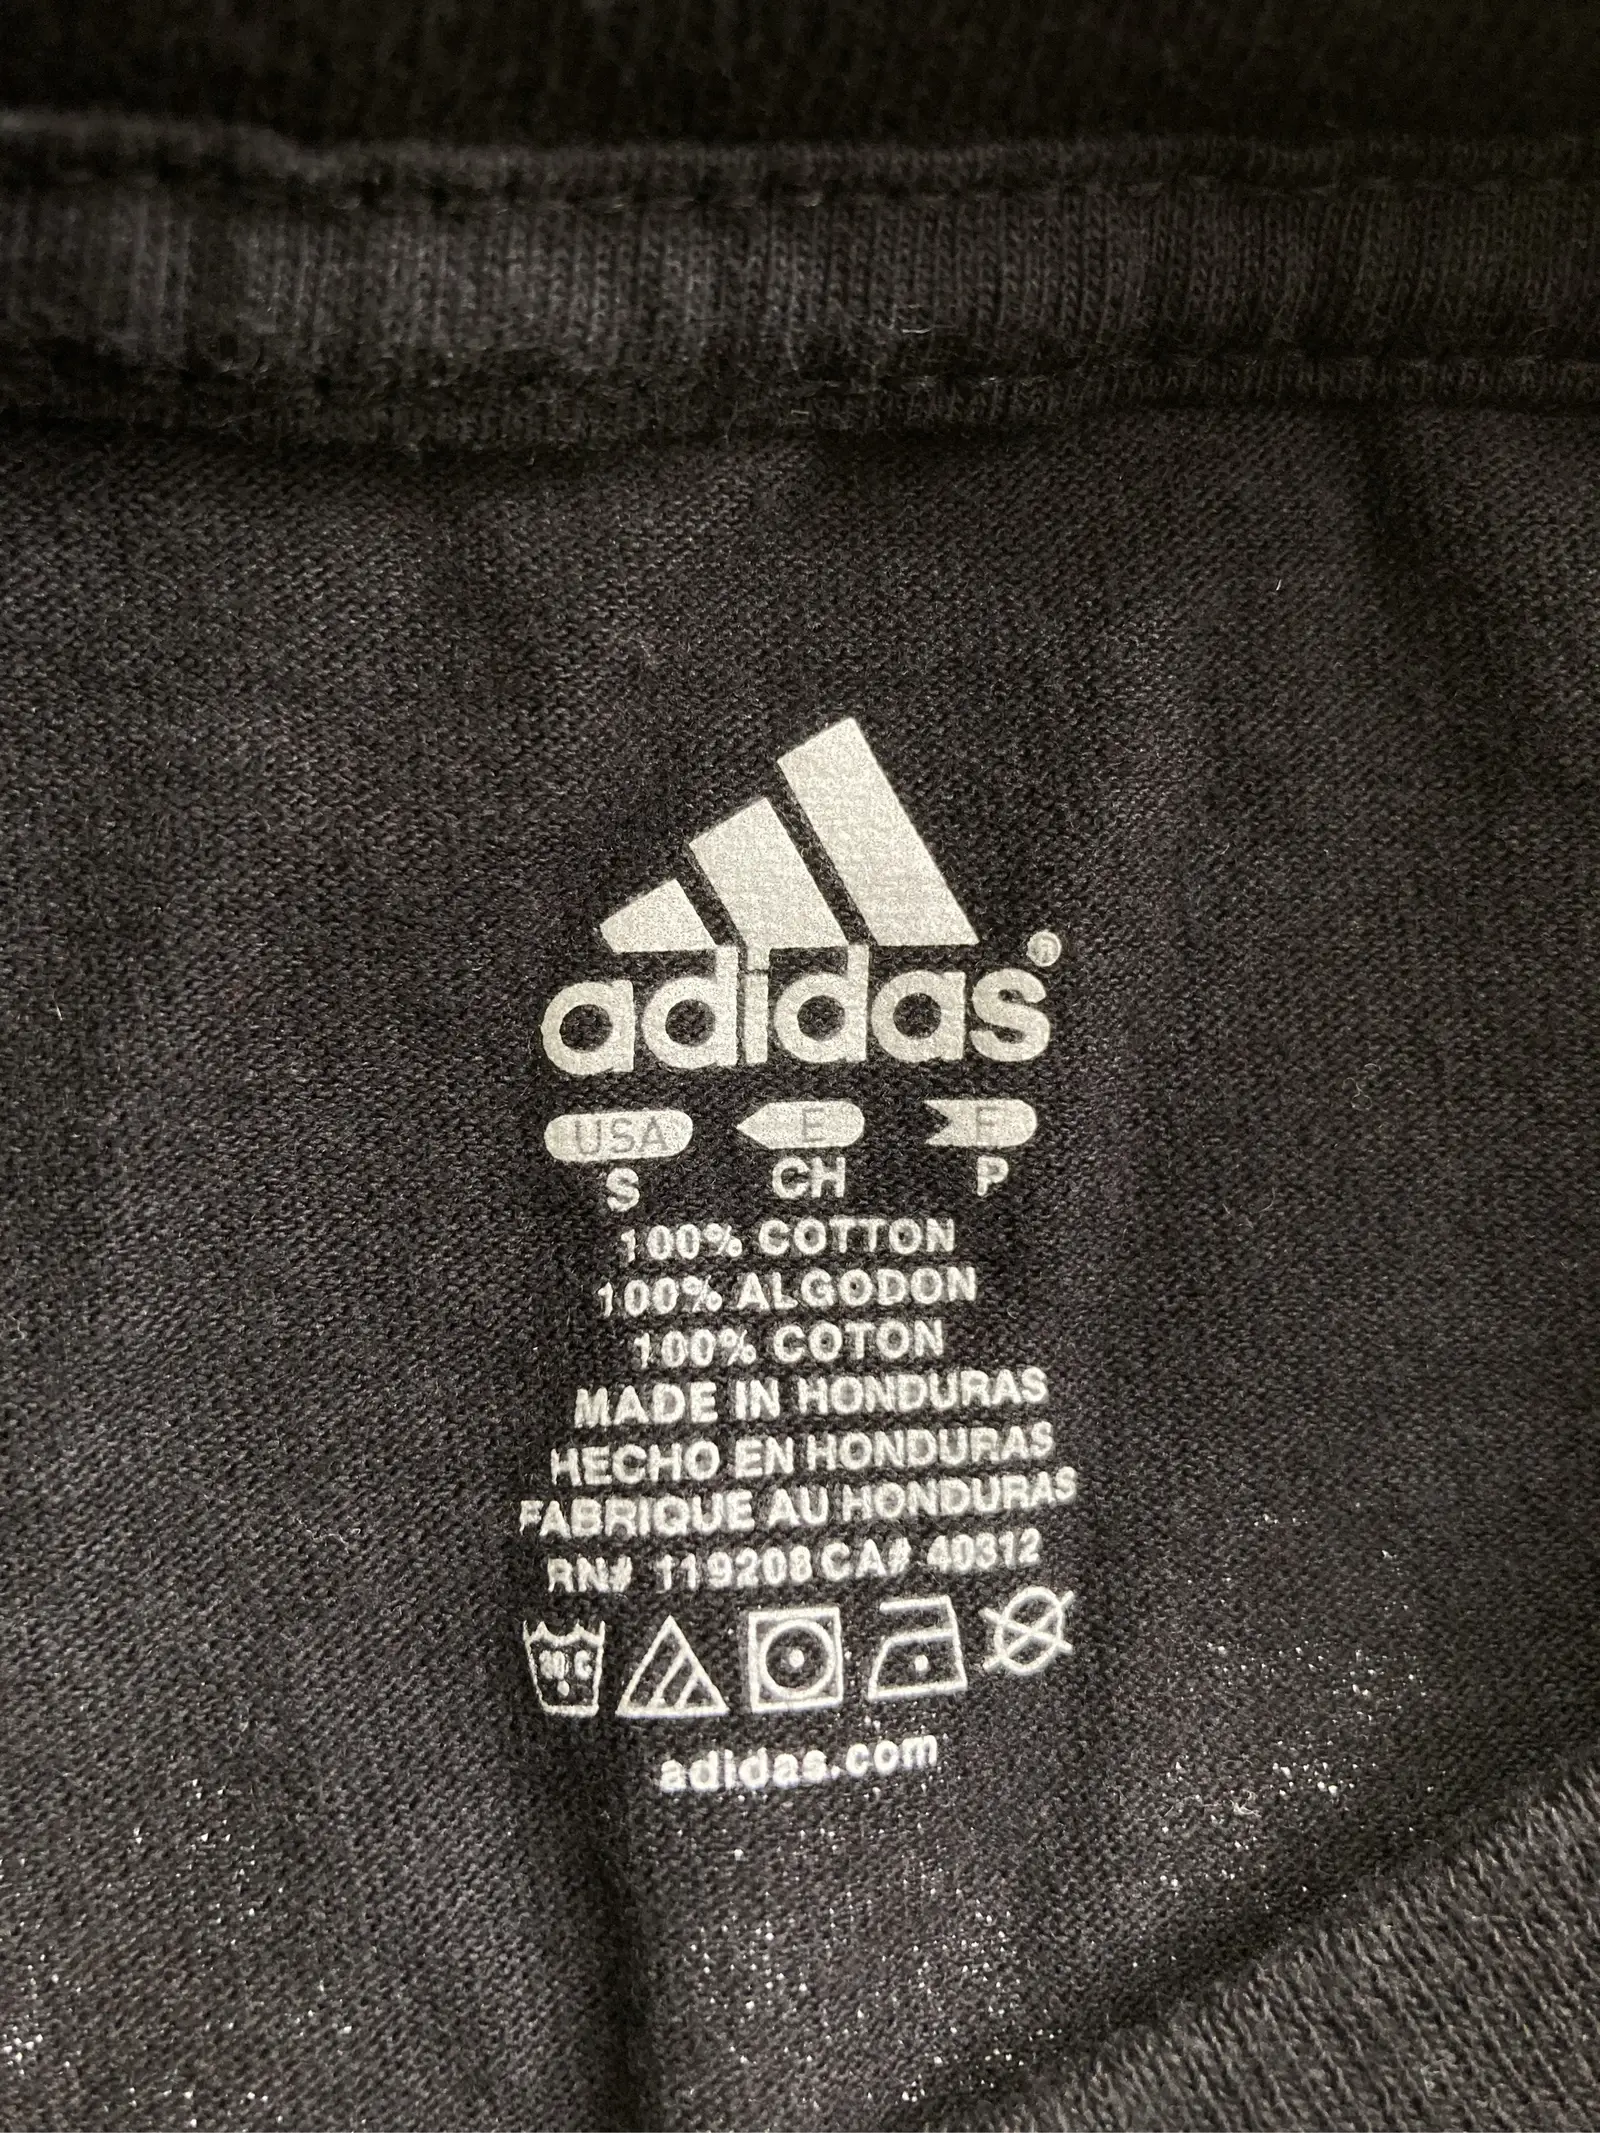 adidas®
USA E F
S CH P
100% COTTON
100% ALGODON
100% COTON
MADE IN HONDURAS
HECHO EN HONDURAS
FABRIQUE AU HONDURAS
RN# 119208 CA# 40312
adidas.com